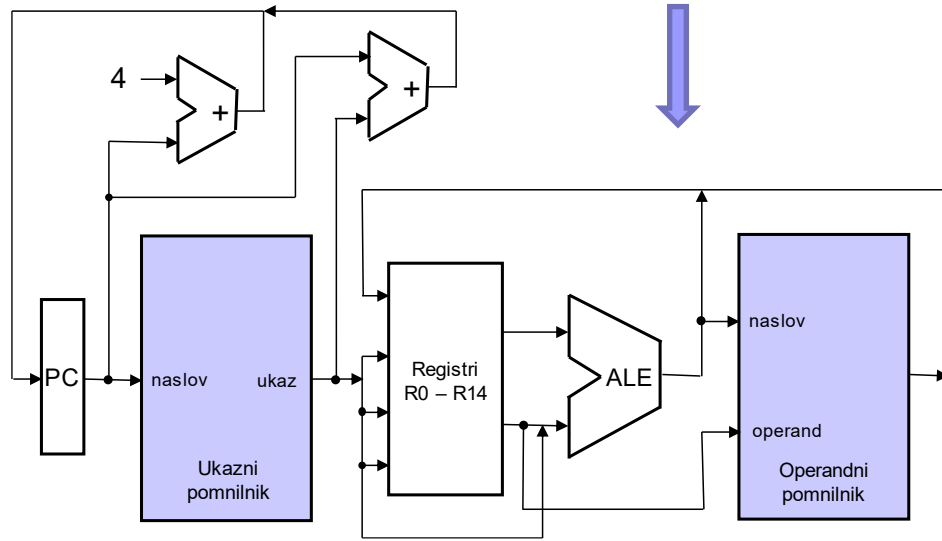 4
+
+
PC
naslov
ukaz
Ukazni
pomnilnik
Registri
R0 – R14
ALE
naslov
operand
Operandni
pomnilnik